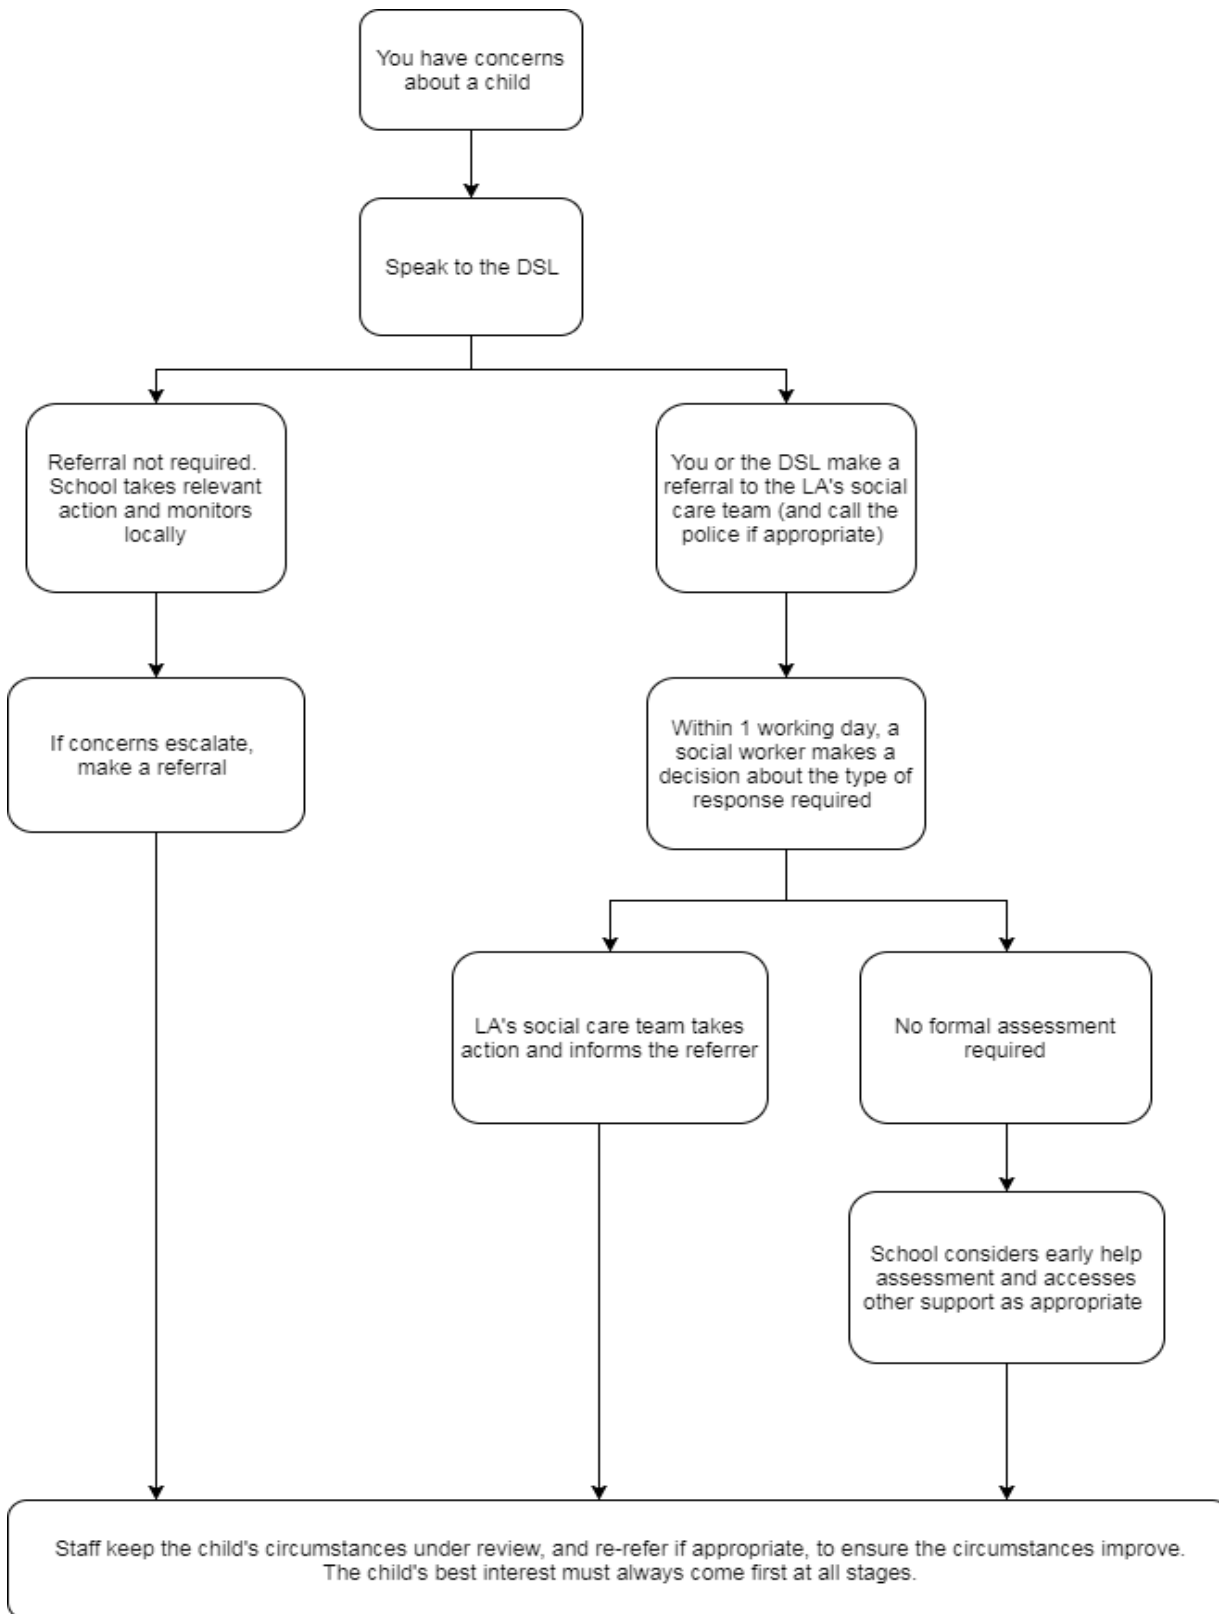 You have concerns
about a child
Speak to the DSL
Referral not required.
School takes relevant
action and monitors
locally
You or the DSL make a
referral to the LA's social
care team (and call the
police if appropriate)
If concerns escalate,
make a referral
Within 1 working day, a
social worker makes a
decision about the type of
response required
LA's social care team takes
action and informs the referrer
No formal assessment
required
School considers early help
assessment and accesses
other support as appropriate
Staff keep the child's circumstances under review, and re-refer if appropriate, to ensure the circumstances improve.
The child's best interest must always come first at all stages.